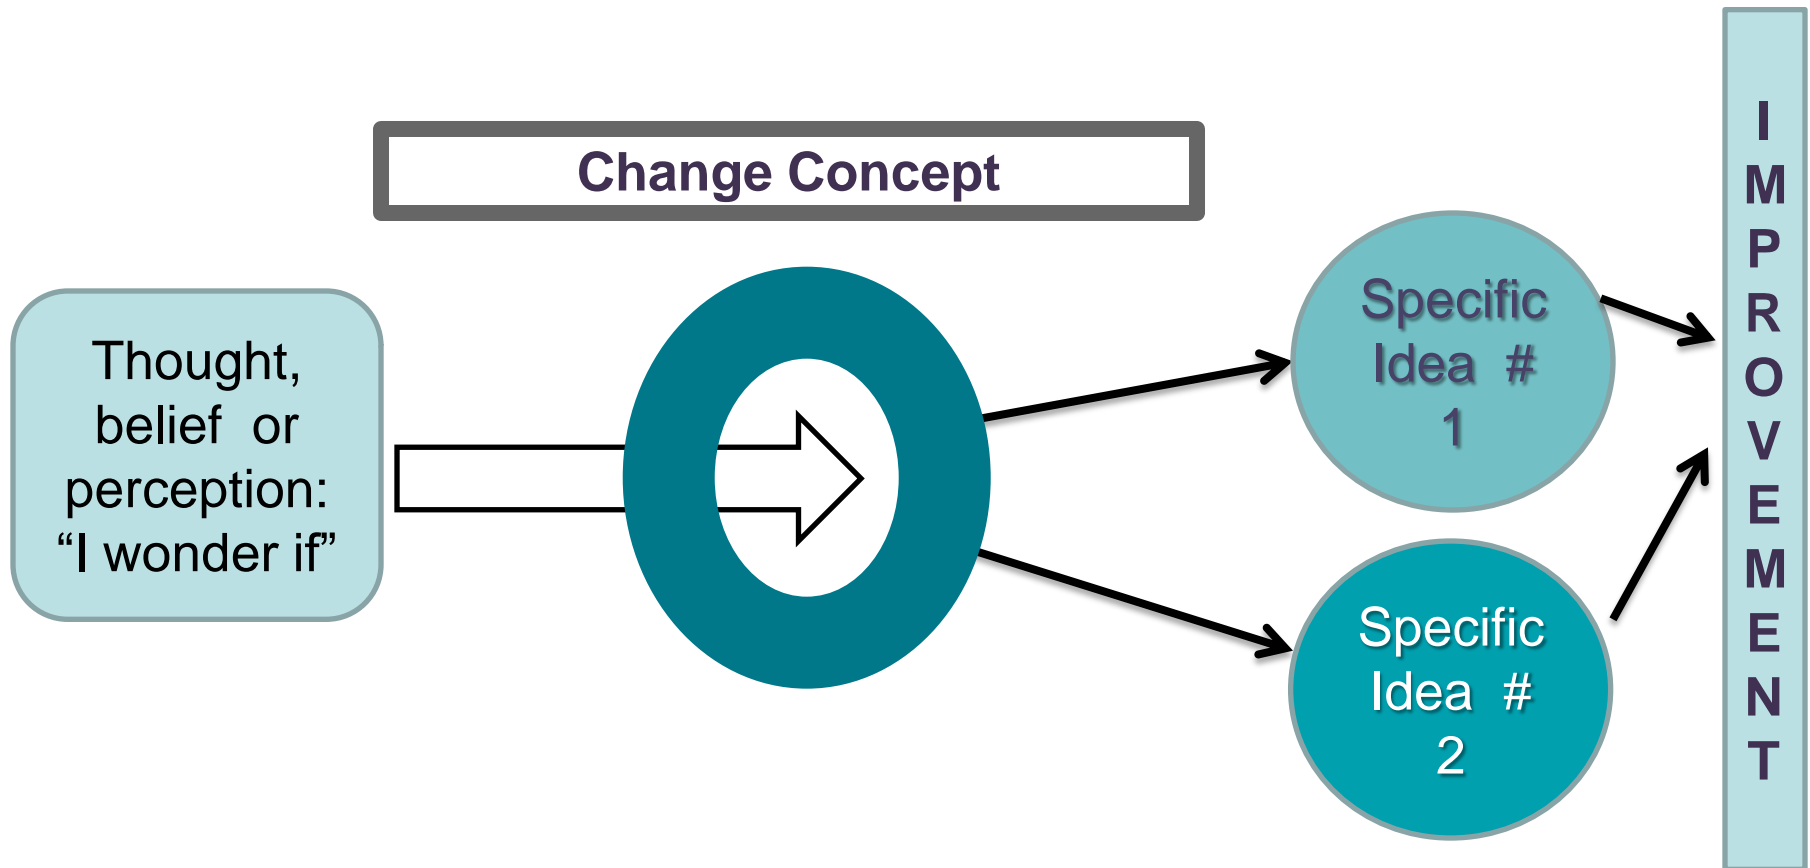 Change Concept
Thought,
belief or
perception:
“I wonder if”
Specific
Idea #
1
Specific
Idea #
2
I
M
P
R
O
V
E
M
E
N
T